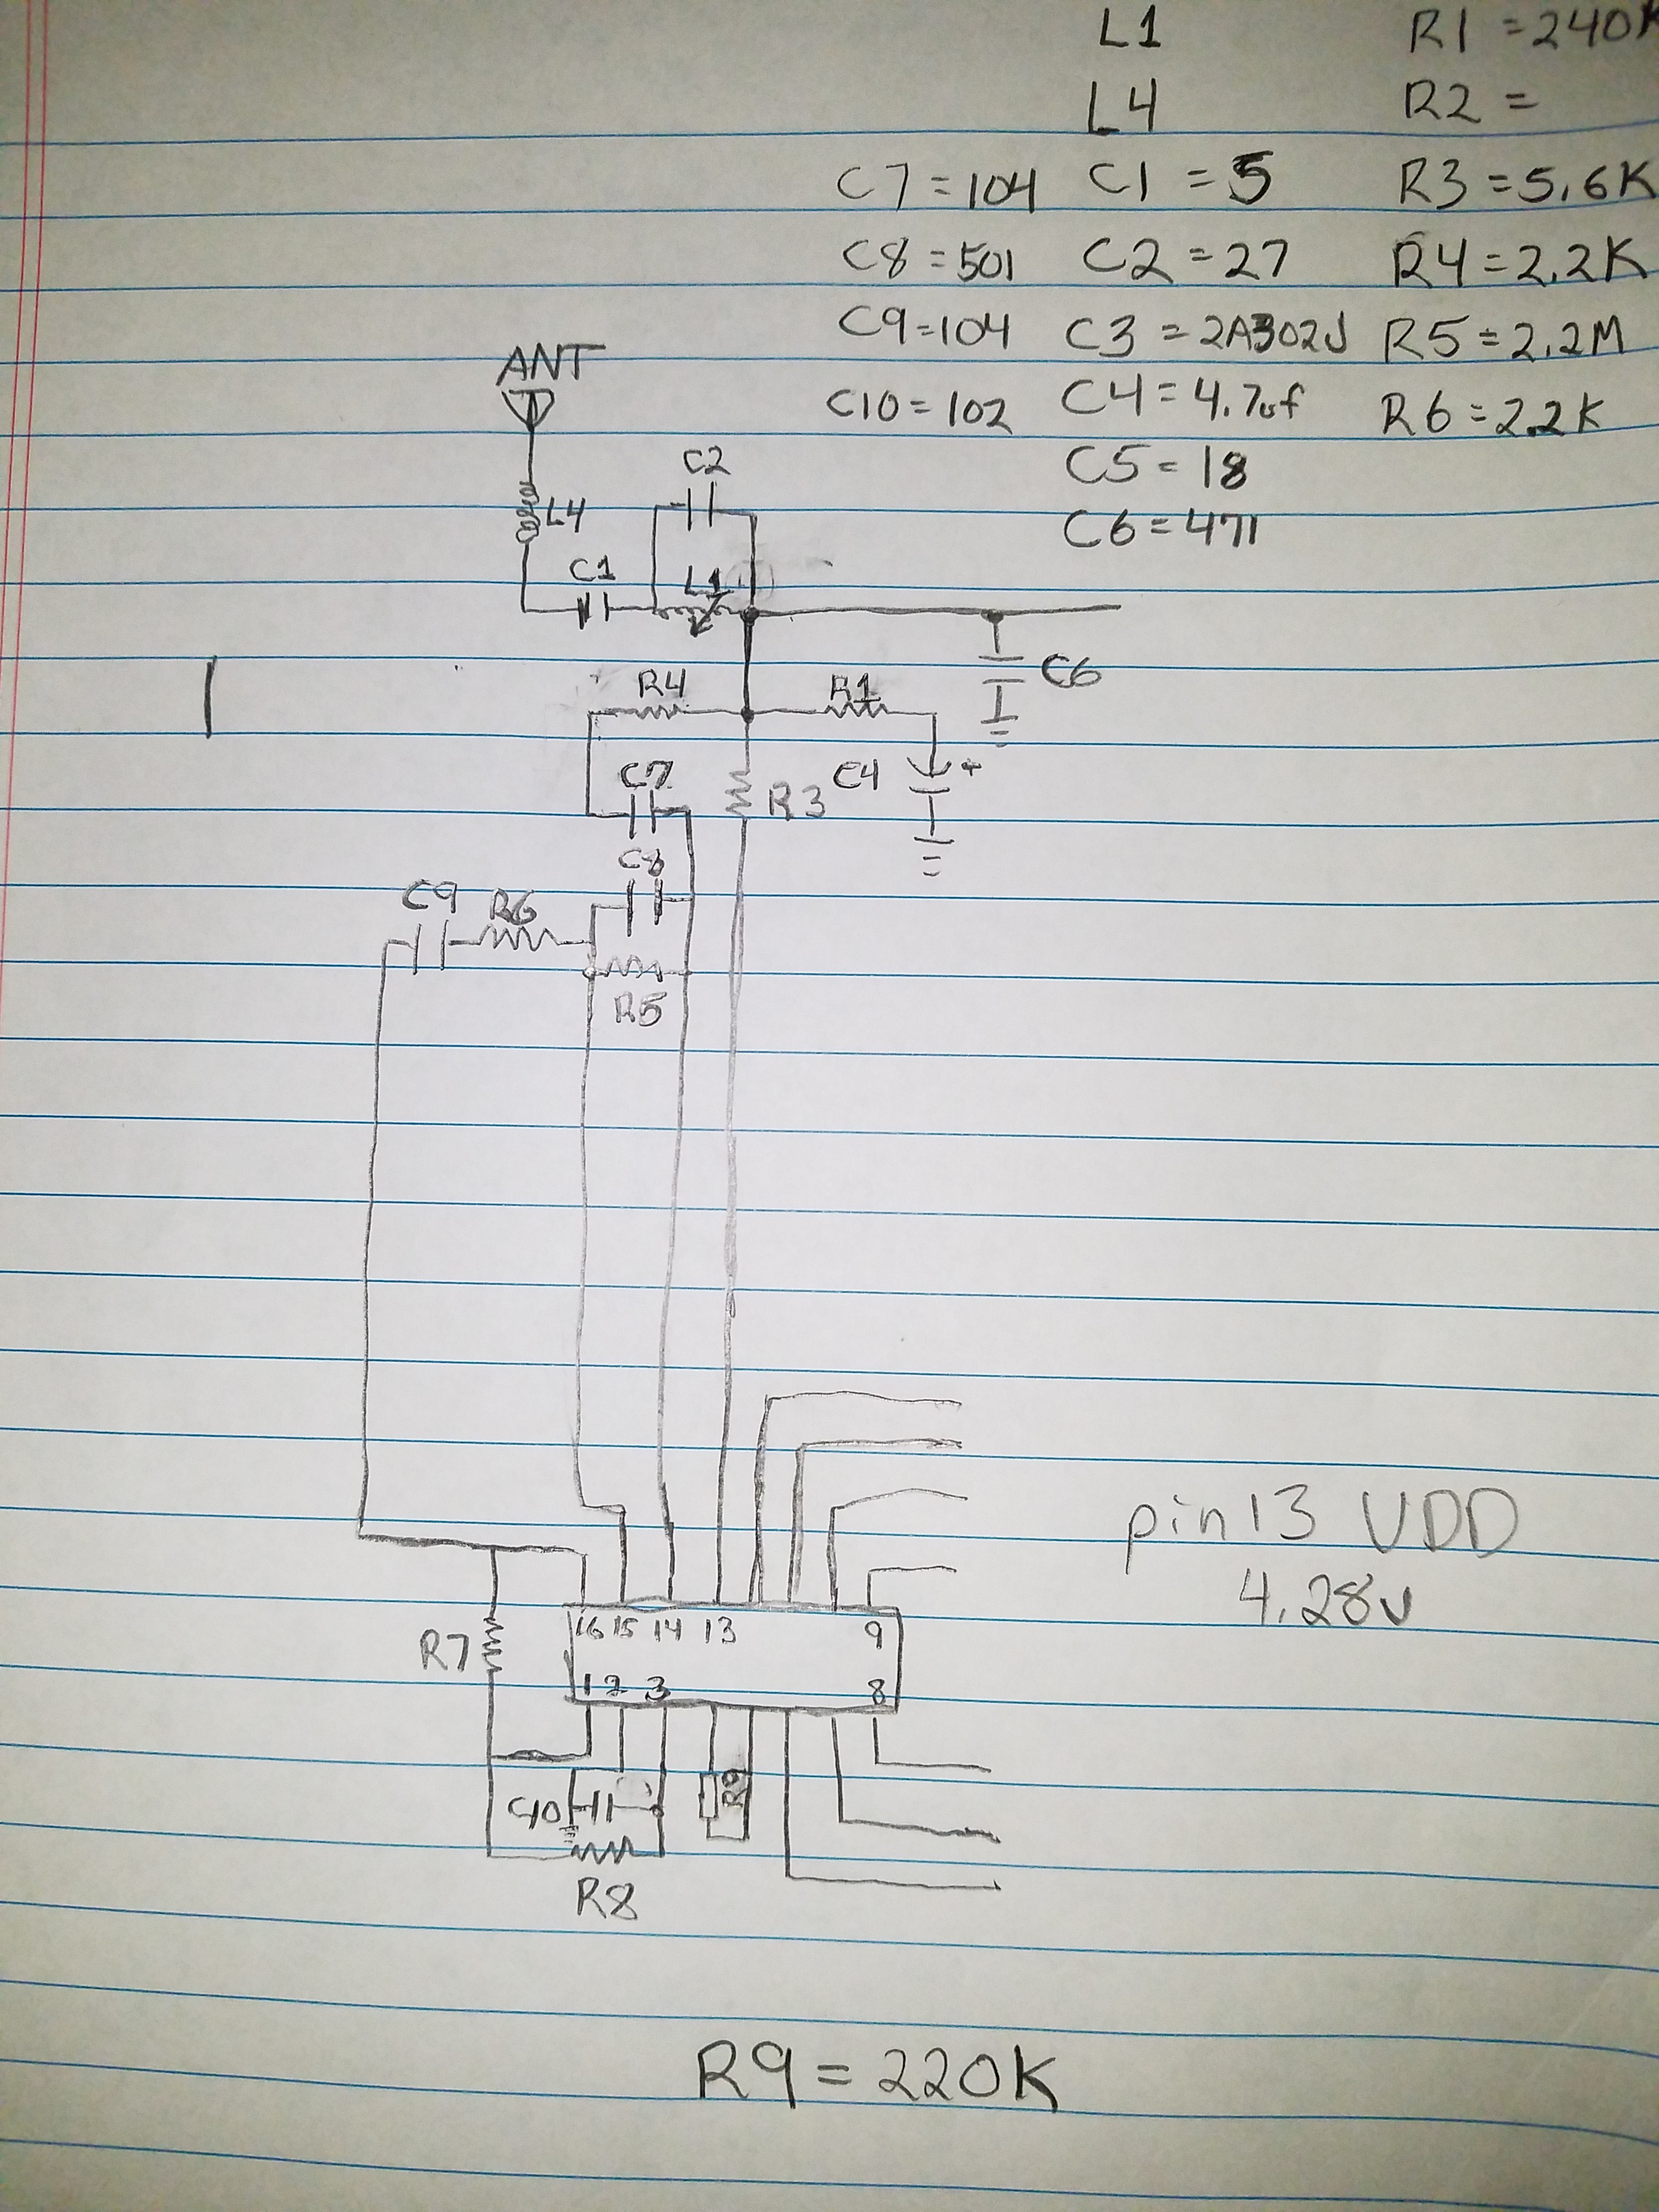 L1 R1 = 240K
L4 R2 =
C7 = 104 C1 = 5 R3 = 5.6K
C8 = 501 C2 = 27 R4 = 2.2K
C9 = 104 C3 = 2A302J R5 = 2.2M
C10 = 102 C4 = 4.7uf R6 = 2.2K
C5 = 18
C6 = 471
ANT
C2
L4
C1 L1
C6
R4 R1
C7 R3 C4 +
C8
C9 R6
R5
pin 13 VDD
4.28v
16 15 14 13 9
R7
1 2 3 8
C10 R9
R8
R9 = 220K